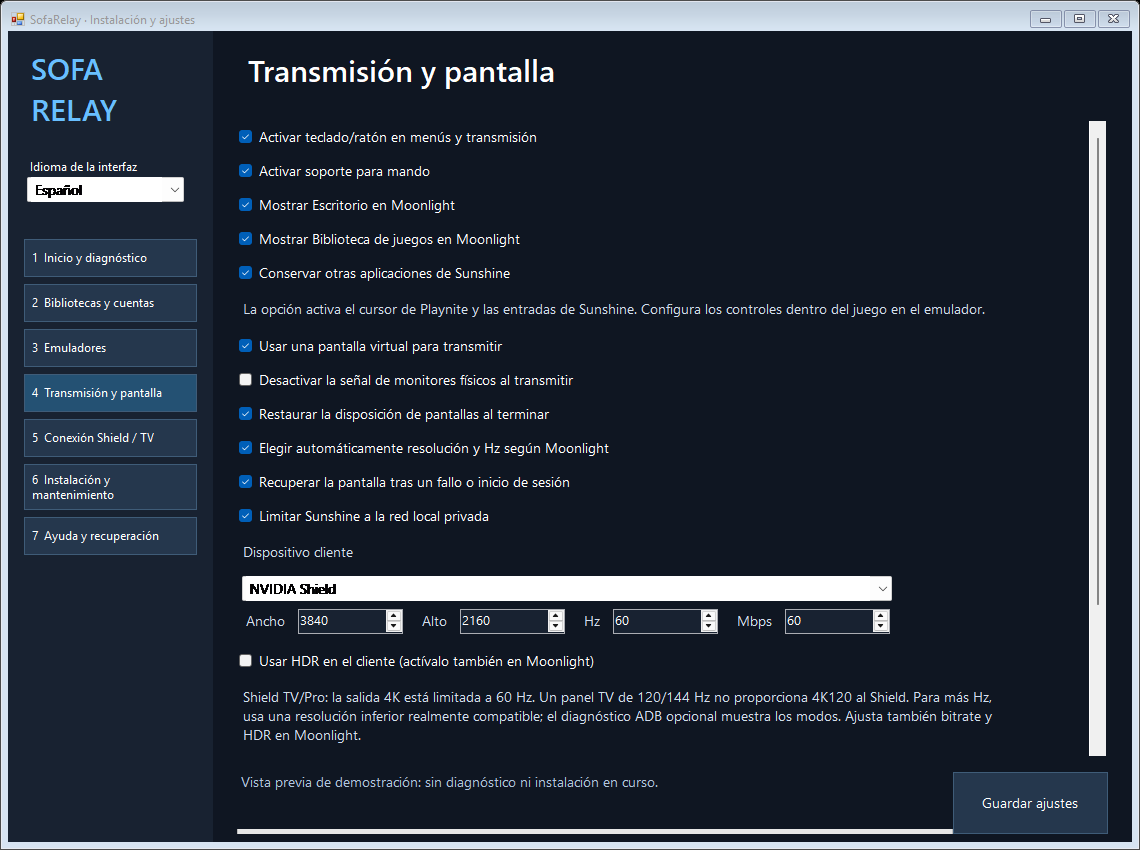 SofaRelay · Instalación y ajustes
SOFA
RELAY
Idioma de la interfaz
Español
1 Inicio y diagnóstico
2 Bibliotecas y cuentas
3 Emuladores
4 Transmisión y pantalla
5 Conexión Shield / TV
6 Instalación y
mantenimiento
7 Ayuda y recuperación
Transmisión y pantalla
Activar teclado/ratón en menús y transmisión
Activar soporte para mando
Mostrar Escritorio en Moonlight
Mostrar Biblioteca de juegos en Moonlight
Conservar otras aplicaciones de Sunshine
La opción activa el cursor de Playnite y las entradas de Sunshine. Configura los controles dentro del juego en el emulador.
Usar una pantalla virtual para transmitir
Desactivar la señal de monitores físicos al transmitir
Restaurar la disposición de pantallas al terminar
Elegir automáticamente resolución y Hz según Moonlight
Recuperar la pantalla tras un fallo o inicio de sesión
Limitar Sunshine a la red local privada
Dispositivo cliente
NVIDIA Shield
Ancho 3840 Alto 2160 Hz 60 Mbps 60
Usar HDR en el cliente (actívalo también en Moonlight)
Shield TV/Pro: la salida 4K está limitada a 60 Hz. Un panel TV de 120/144 Hz no proporciona 4K120 al Shield. Para más Hz,
usa una resolución inferior realmente compatible; el diagnóstico ADB opcional muestra los modos. Ajusta también bitrate y
HDR en Moonlight.
Vista previa de demostración: sin diagnóstico ni instalación en curso.
Guardar ajustes